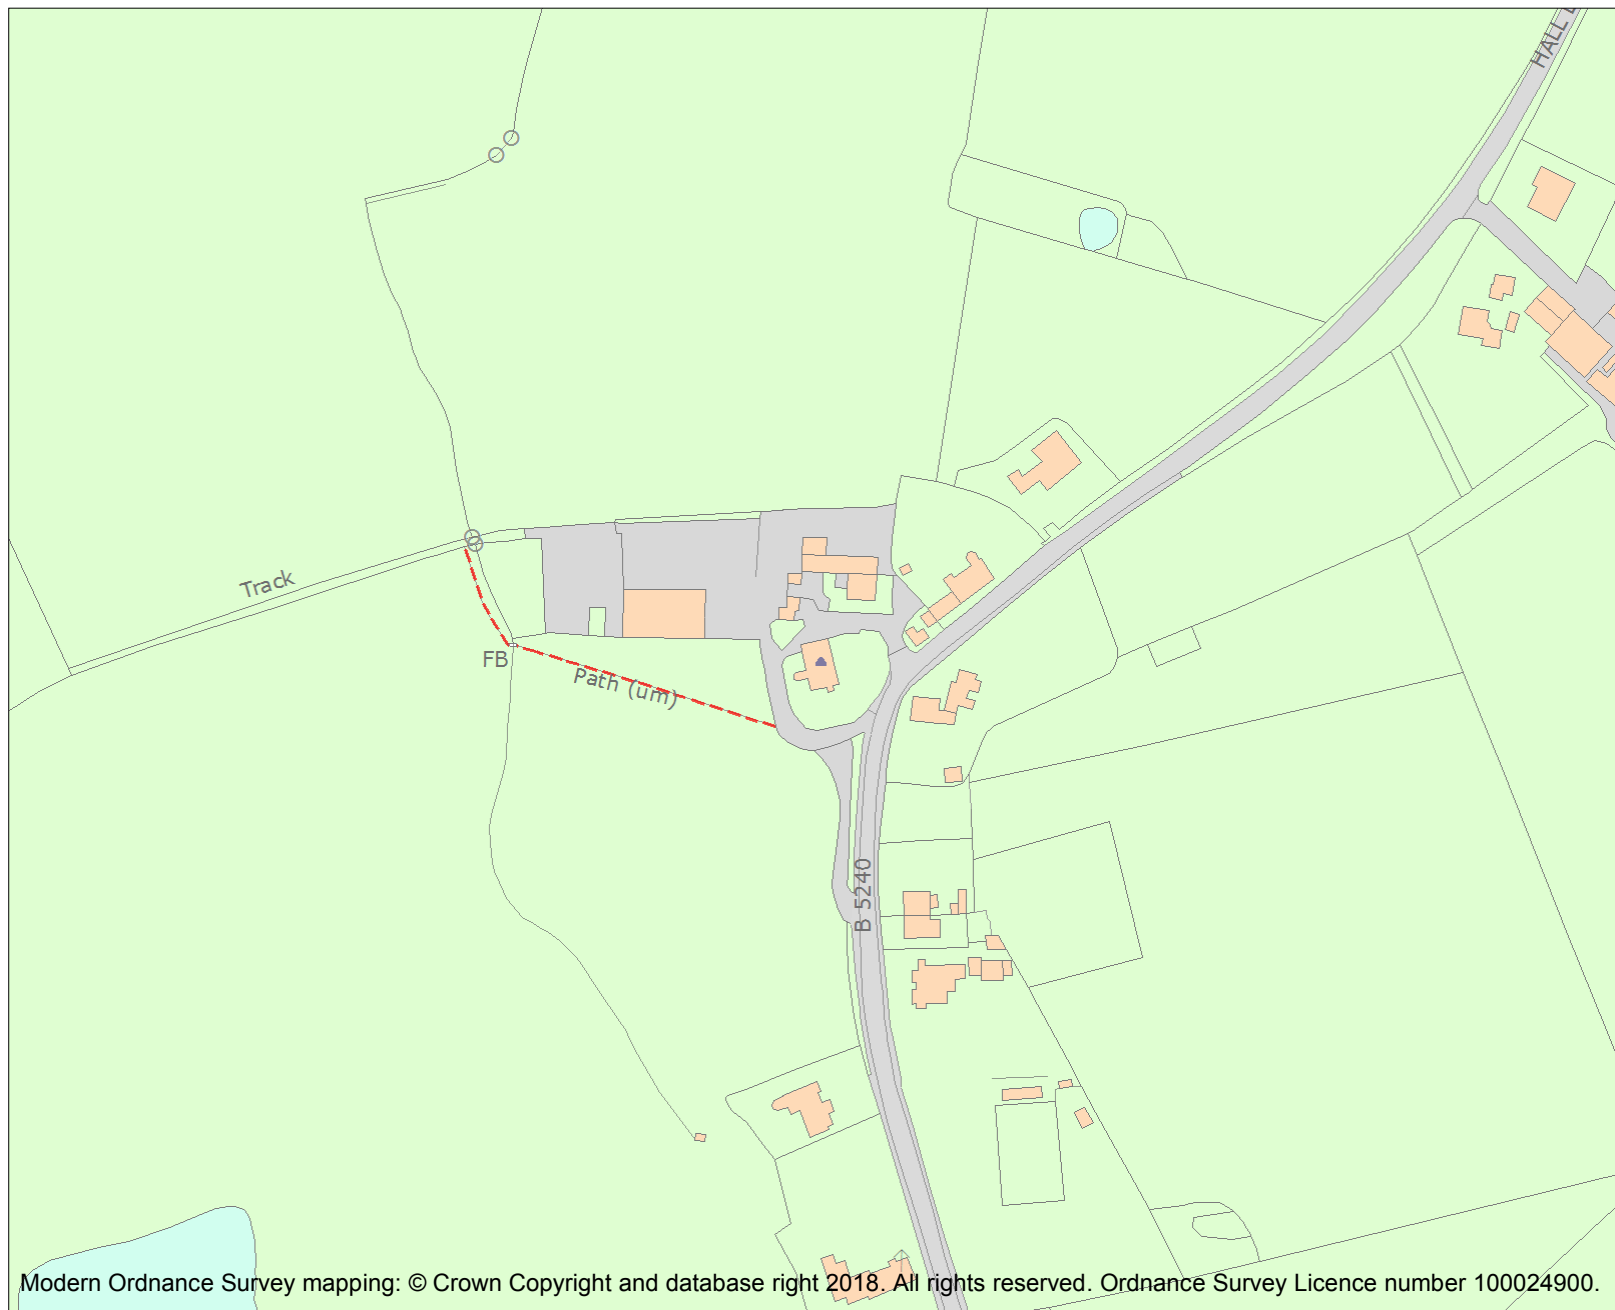 HALL L
Track
FB
Path (um)
B 5240
Modern Ordnance Survey mapping: © Crown Copyright and database right 2018. All rights reserved. Ordnance Survey Licence number 100024900.